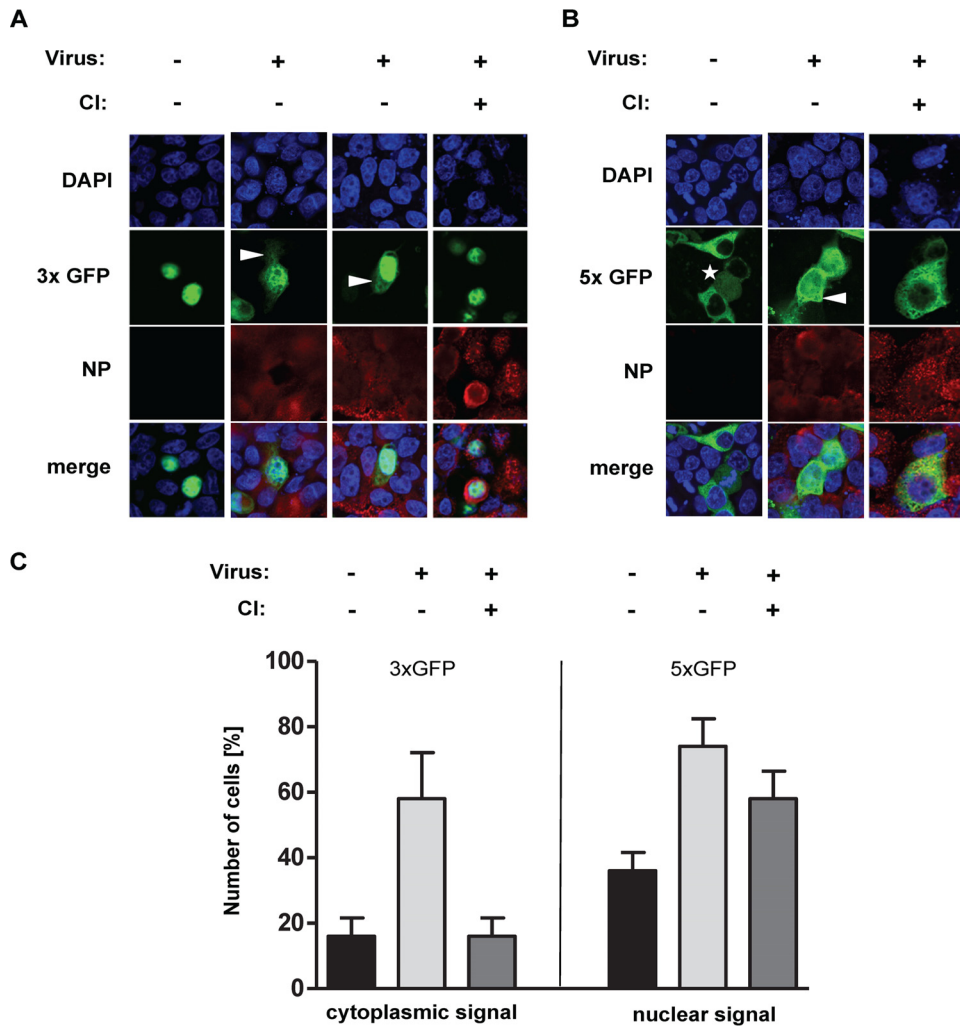 A
Virus: - + + +
CI: - - - +
DAPI
3x GFP
NP
merge
B
Virus: - + +
CI: - - +
DAPI
5x GFP
NP
merge
C
Virus: - + + - + +
CI: - - + - - +
3xGFP 5xGFP
100
80
60
40
20
0
Number of cells [%]
cytoplasmic signal nuclear signal